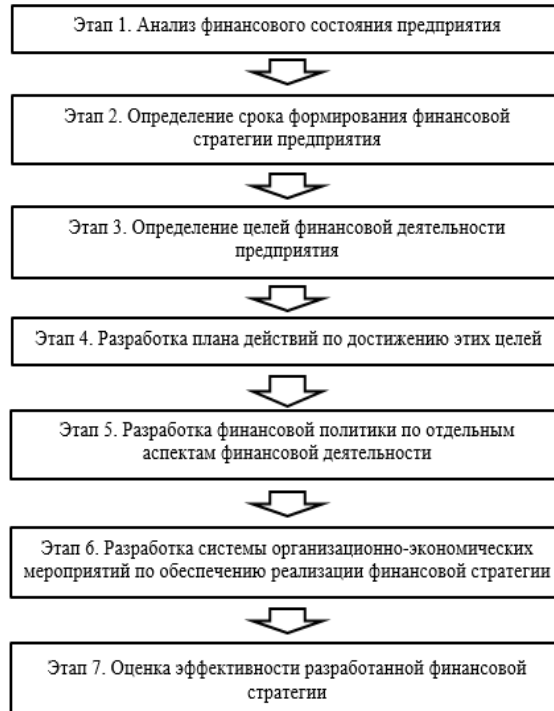 Этап 1. Анализ финансового состояния предприятия
Этап 2. Определение срока формирования финансовой
стратегии предприятия
Этап 3. Определение целей финансовой деятельности
предприятия
Этап 4. Разработка плана действий по достижению этих целей
Этап 5. Разработка финансовой политики по отдельным
аспектам финансовой деятельности
Этап 6. Разработка системы организационно-экономических
мероприятий по обеспечению реализации финансовой стратегии
Этап 7. Оценка эффективности разработанной финансовой
стратегии